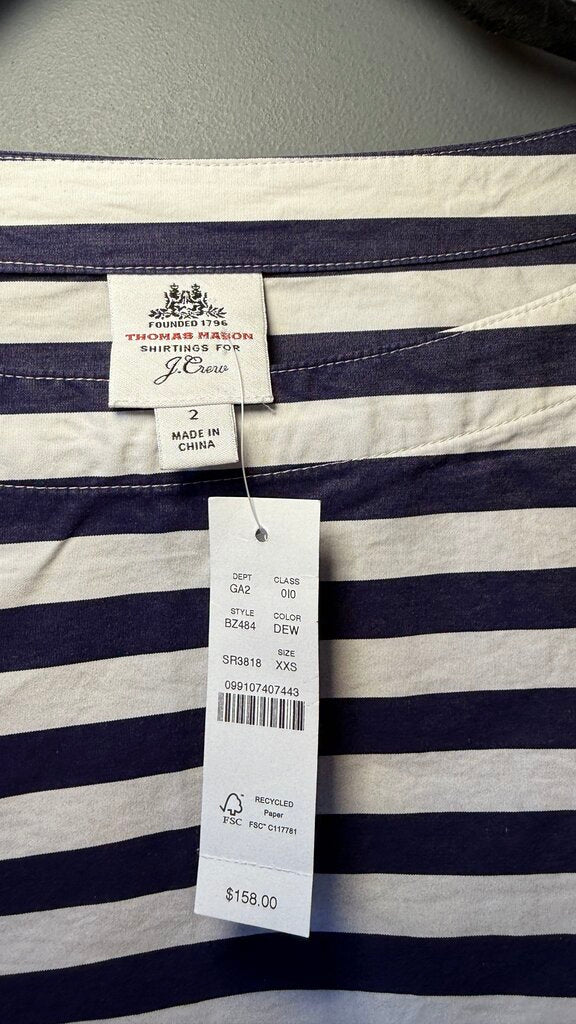 FOUNDED 1796
THOMAS MASON
SHIRTINGS FOR
J.Crew
2
MADE IN
CHINA
DEPT CLASS
GA2 010
STYLE COLOR
BZ484 DEW
SIZE
SR3818 XXS
099107407443
RECYCLED
Paper
FSC FSC™ C117781
$158.00